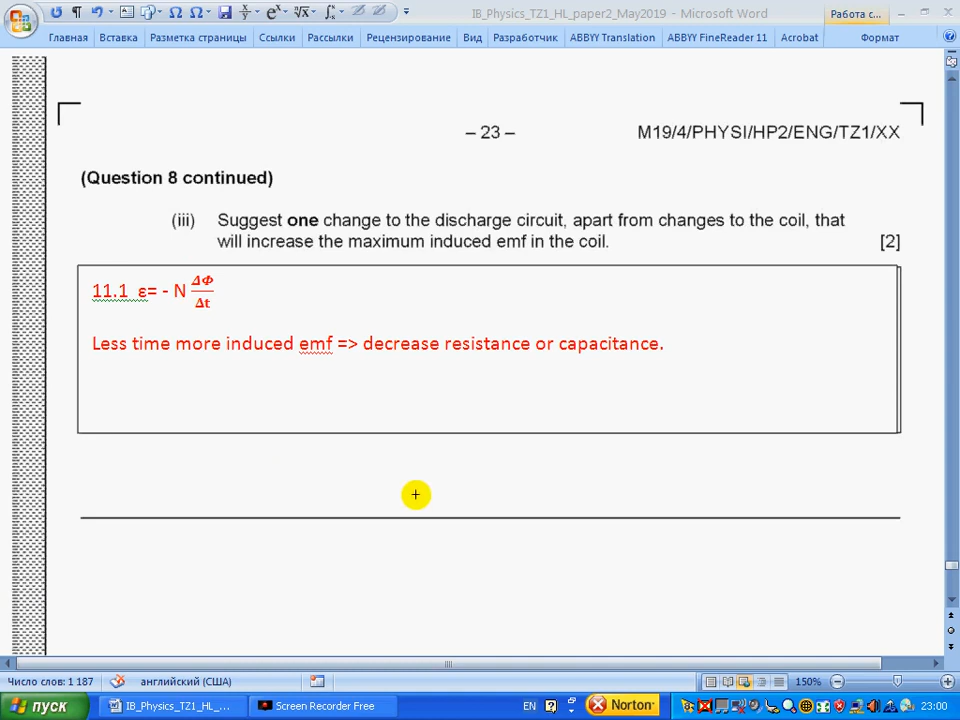 IB_Physics_TZ1_HL_paper2_May2019 - Microsoft Word
Работа с...
Главная Вставка Разметка страницы Ссылки Рассылки Рецензирование Вид Разработчик ABBYY Translation ABBYY FineReader 11 Acrobat Формат
– 23 –
M19/4/PHYSI/HP2/ENG/TZ1/XX
(Question 8 continued)
(iii) Suggest one change to the discharge circuit, apart from changes to the coil, that
will increase the maximum induced emf in the coil. [2]
11.1 ε= - N ΔΦ/Δt
Less time more induced emf => decrease resistance or capacitance.
Число слов: 1 187 английский (США) 150%
пуск IB_Physics_TZ1_HL_... Screen Recorder Free EN Norton 23:00